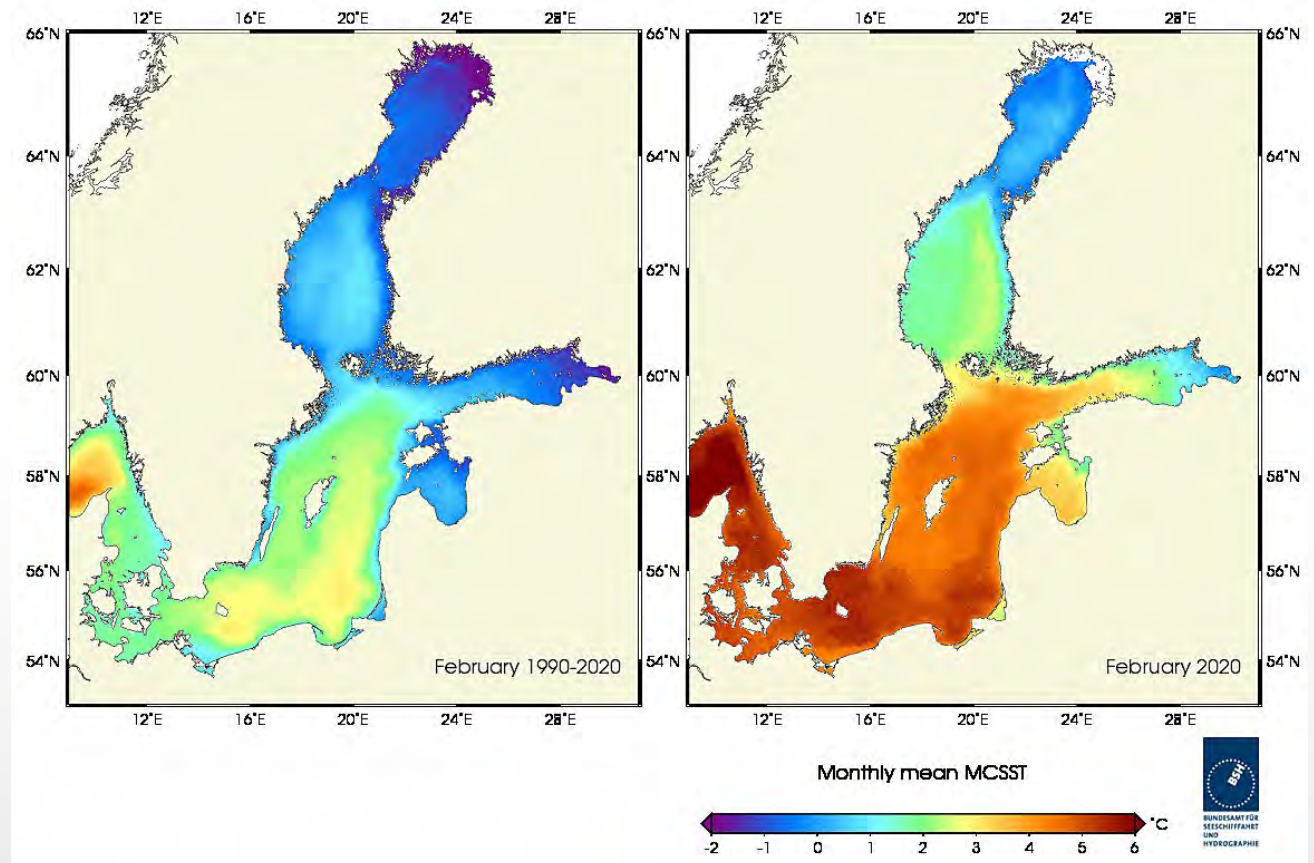 12°E 16°E 20°E 24°E 28°E
66°N
64°N
62°N
60°N
58°N
56°N
54°N
February 1990-2020
12°E 16°E 20°E 24°E 28°E
12°E 16°E 20°E 24°E 28°E
66°N 66°N
64°N 64°N
62°N 62°N
60°N 60°N
58°N 58°N
56°N 56°N
54°N 54°N
February 2020
12°E 16°E 20°E 24°E 28°E
Monthly mean MCSST
-2 -1 0 1 2 3 4 5 6 °C
BSH
BUNDESAMT FÜR
SEESCHIFFFAHRT
UND
HYDROGRAPHIE